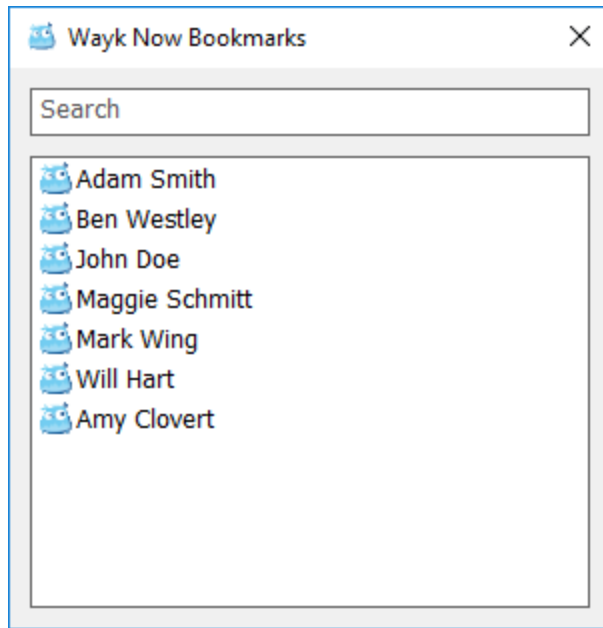 Wayk Now Bookmarks
Search
Adam Smith
Ben Westley
John Doe
Maggie Schmitt
Mark Wing
Will Hart
Amy Clovert